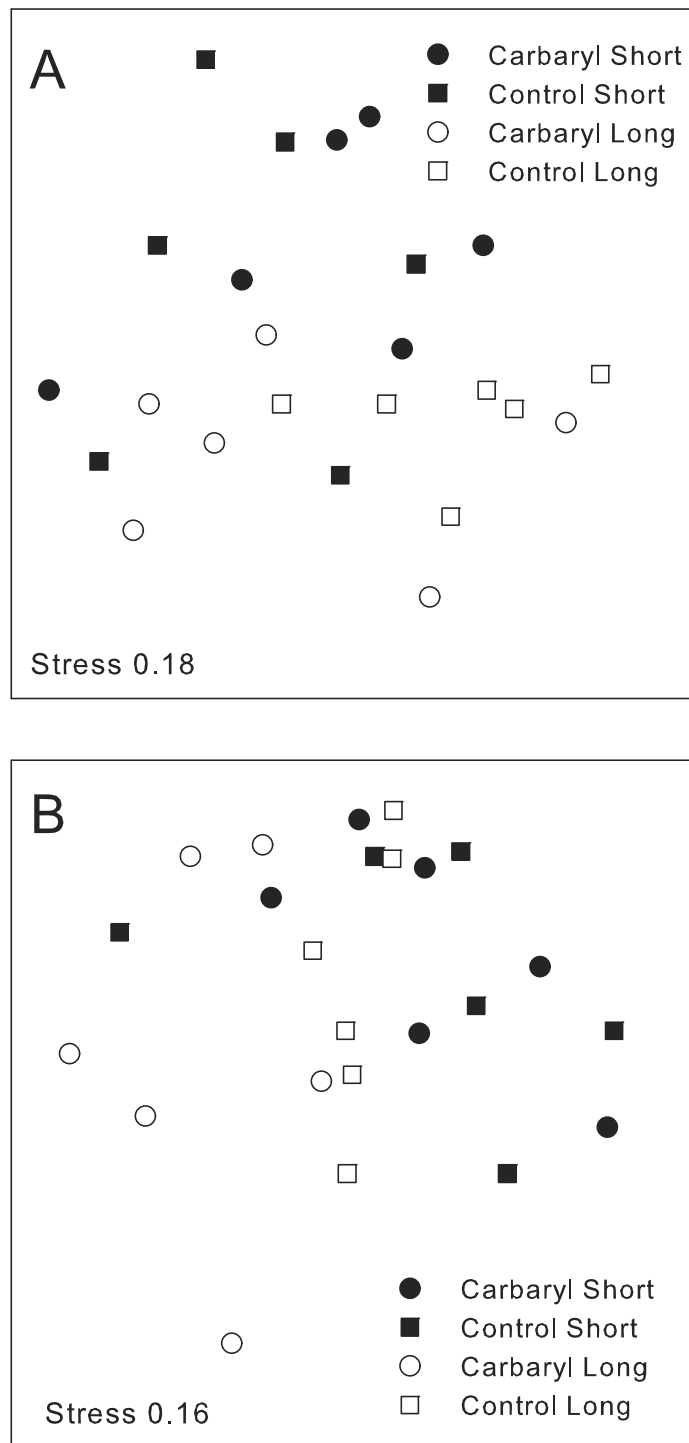 A
Carbaryl Short
Control Short
Carbaryl Long
Control Long
Stress 0.18
B
Carbaryl Short
Control Short
Carbaryl Long
Control Long
Stress 0.16